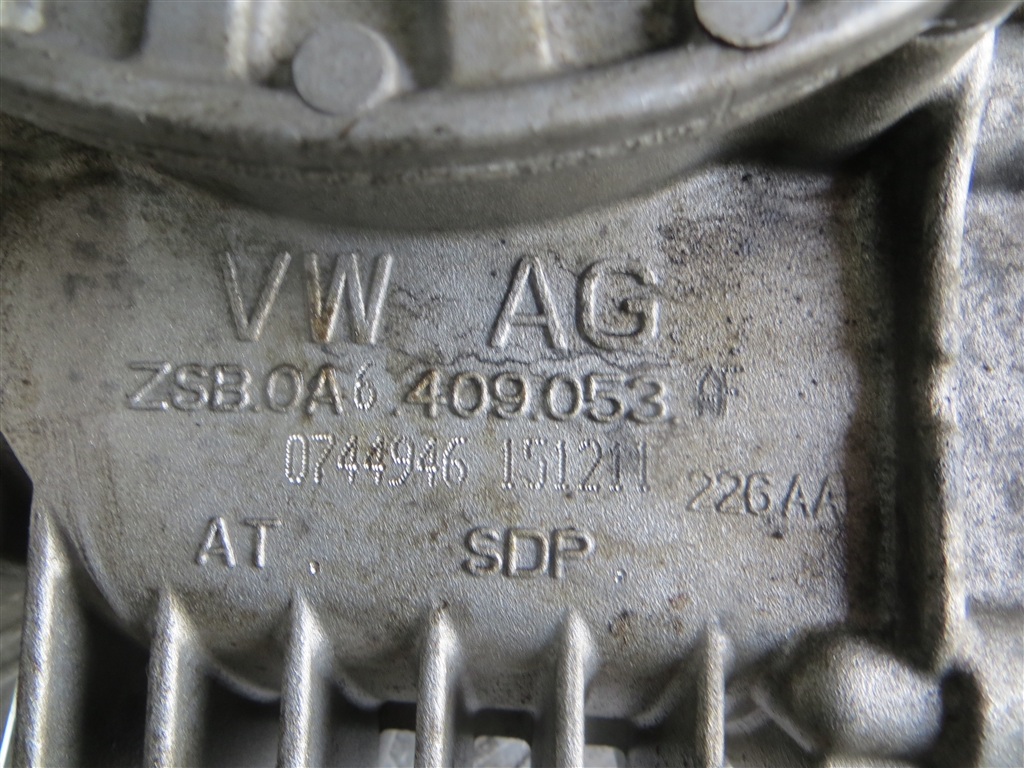 VW AG
ZSB.0A6.409.053.AF
0744946 151211
226AA
AT. SDP.